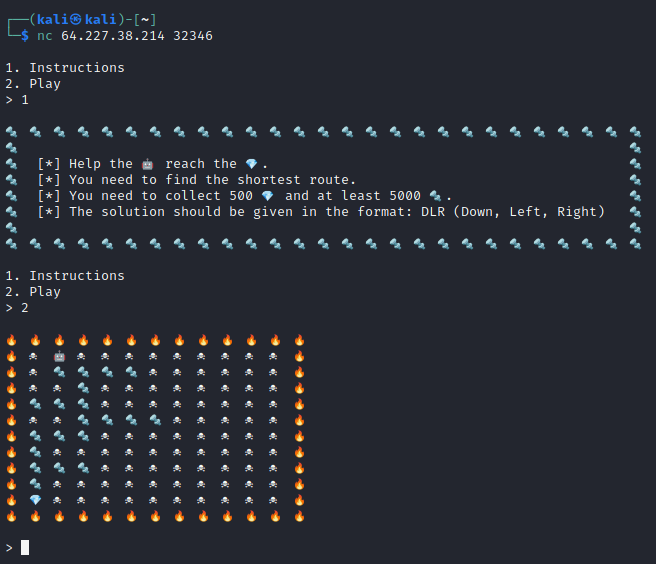 ┌──(kali㉿kali)-[~]
└─$ nc 64.227.38.214 32346
1. Instructions
2. Play
> 1
🔩 🔩 🔩 🔩 🔩 🔩 🔩 🔩 🔩 🔩 🔩 🔩 🔩 🔩 🔩 🔩 🔩 🔩 🔩 🔩 🔩 🔩 🔩 🔩 🔩 🔩 🔩
🔩 🔩
🔩 [*] Help the 🤖 reach the 💎. 🔩
🔩 [*] You need to find the shortest route. 🔩
🔩 [*] You need to collect 500 💎 and at least 5000 🔩. 🔩
🔩 [*] The solution should be given in the format: DLR (Down, Left, Right) 🔩
🔩 🔩
🔩 🔩 🔩 🔩 🔩 🔩 🔩 🔩 🔩 🔩 🔩 🔩 🔩 🔩 🔩 🔩 🔩 🔩 🔩 🔩 🔩 🔩 🔩 🔩 🔩 🔩 🔩
1. Instructions
2. Play
> 2
🔥 🔥 🔥 🔥 🔥 🔥 🔥 🔥 🔥 🔥 🔥 🔥 🔥
🔥 ☠ 🤖 ☠ ☠ ☠ ☠ ☠ ☠ ☠ ☠ ☠ 🔥
🔥 ☠ 🔩 🔩 🔩 🔩 ☠ ☠ ☠ ☠ ☠ ☠ 🔥
🔥 ☠ ☠ 🔩 ☠ ☠ ☠ ☠ ☠ ☠ ☠ ☠ 🔥
🔥 🔩 🔩 🔩 ☠ ☠ ☠ ☠ ☠ ☠ ☠ ☠ 🔥
🔥 ☠ ☠ 🔩 🔩 🔩 🔩 ☠ ☠ ☠ ☠ ☠ 🔥
🔥 🔩 🔩 🔩 ☠ ☠ ☠ ☠ ☠ ☠ ☠ ☠ 🔥
🔥 🔩 ☠ ☠ ☠ ☠ ☠ ☠ ☠ ☠ ☠ ☠ 🔥
🔥 🔩 🔩 🔩 ☠ ☠ ☠ ☠ ☠ ☠ ☠ ☠ 🔥
🔥 🔩 ☠ ☠ ☠ ☠ ☠ ☠ ☠ ☠ ☠ ☠ 🔥
🔥 💎 ☠ ☠ ☠ ☠ ☠ ☠ ☠ ☠ ☠ ☠ 🔥
🔥 🔥 🔥 🔥 🔥 🔥 🔥 🔥 🔥 🔥 🔥 🔥 🔥
>